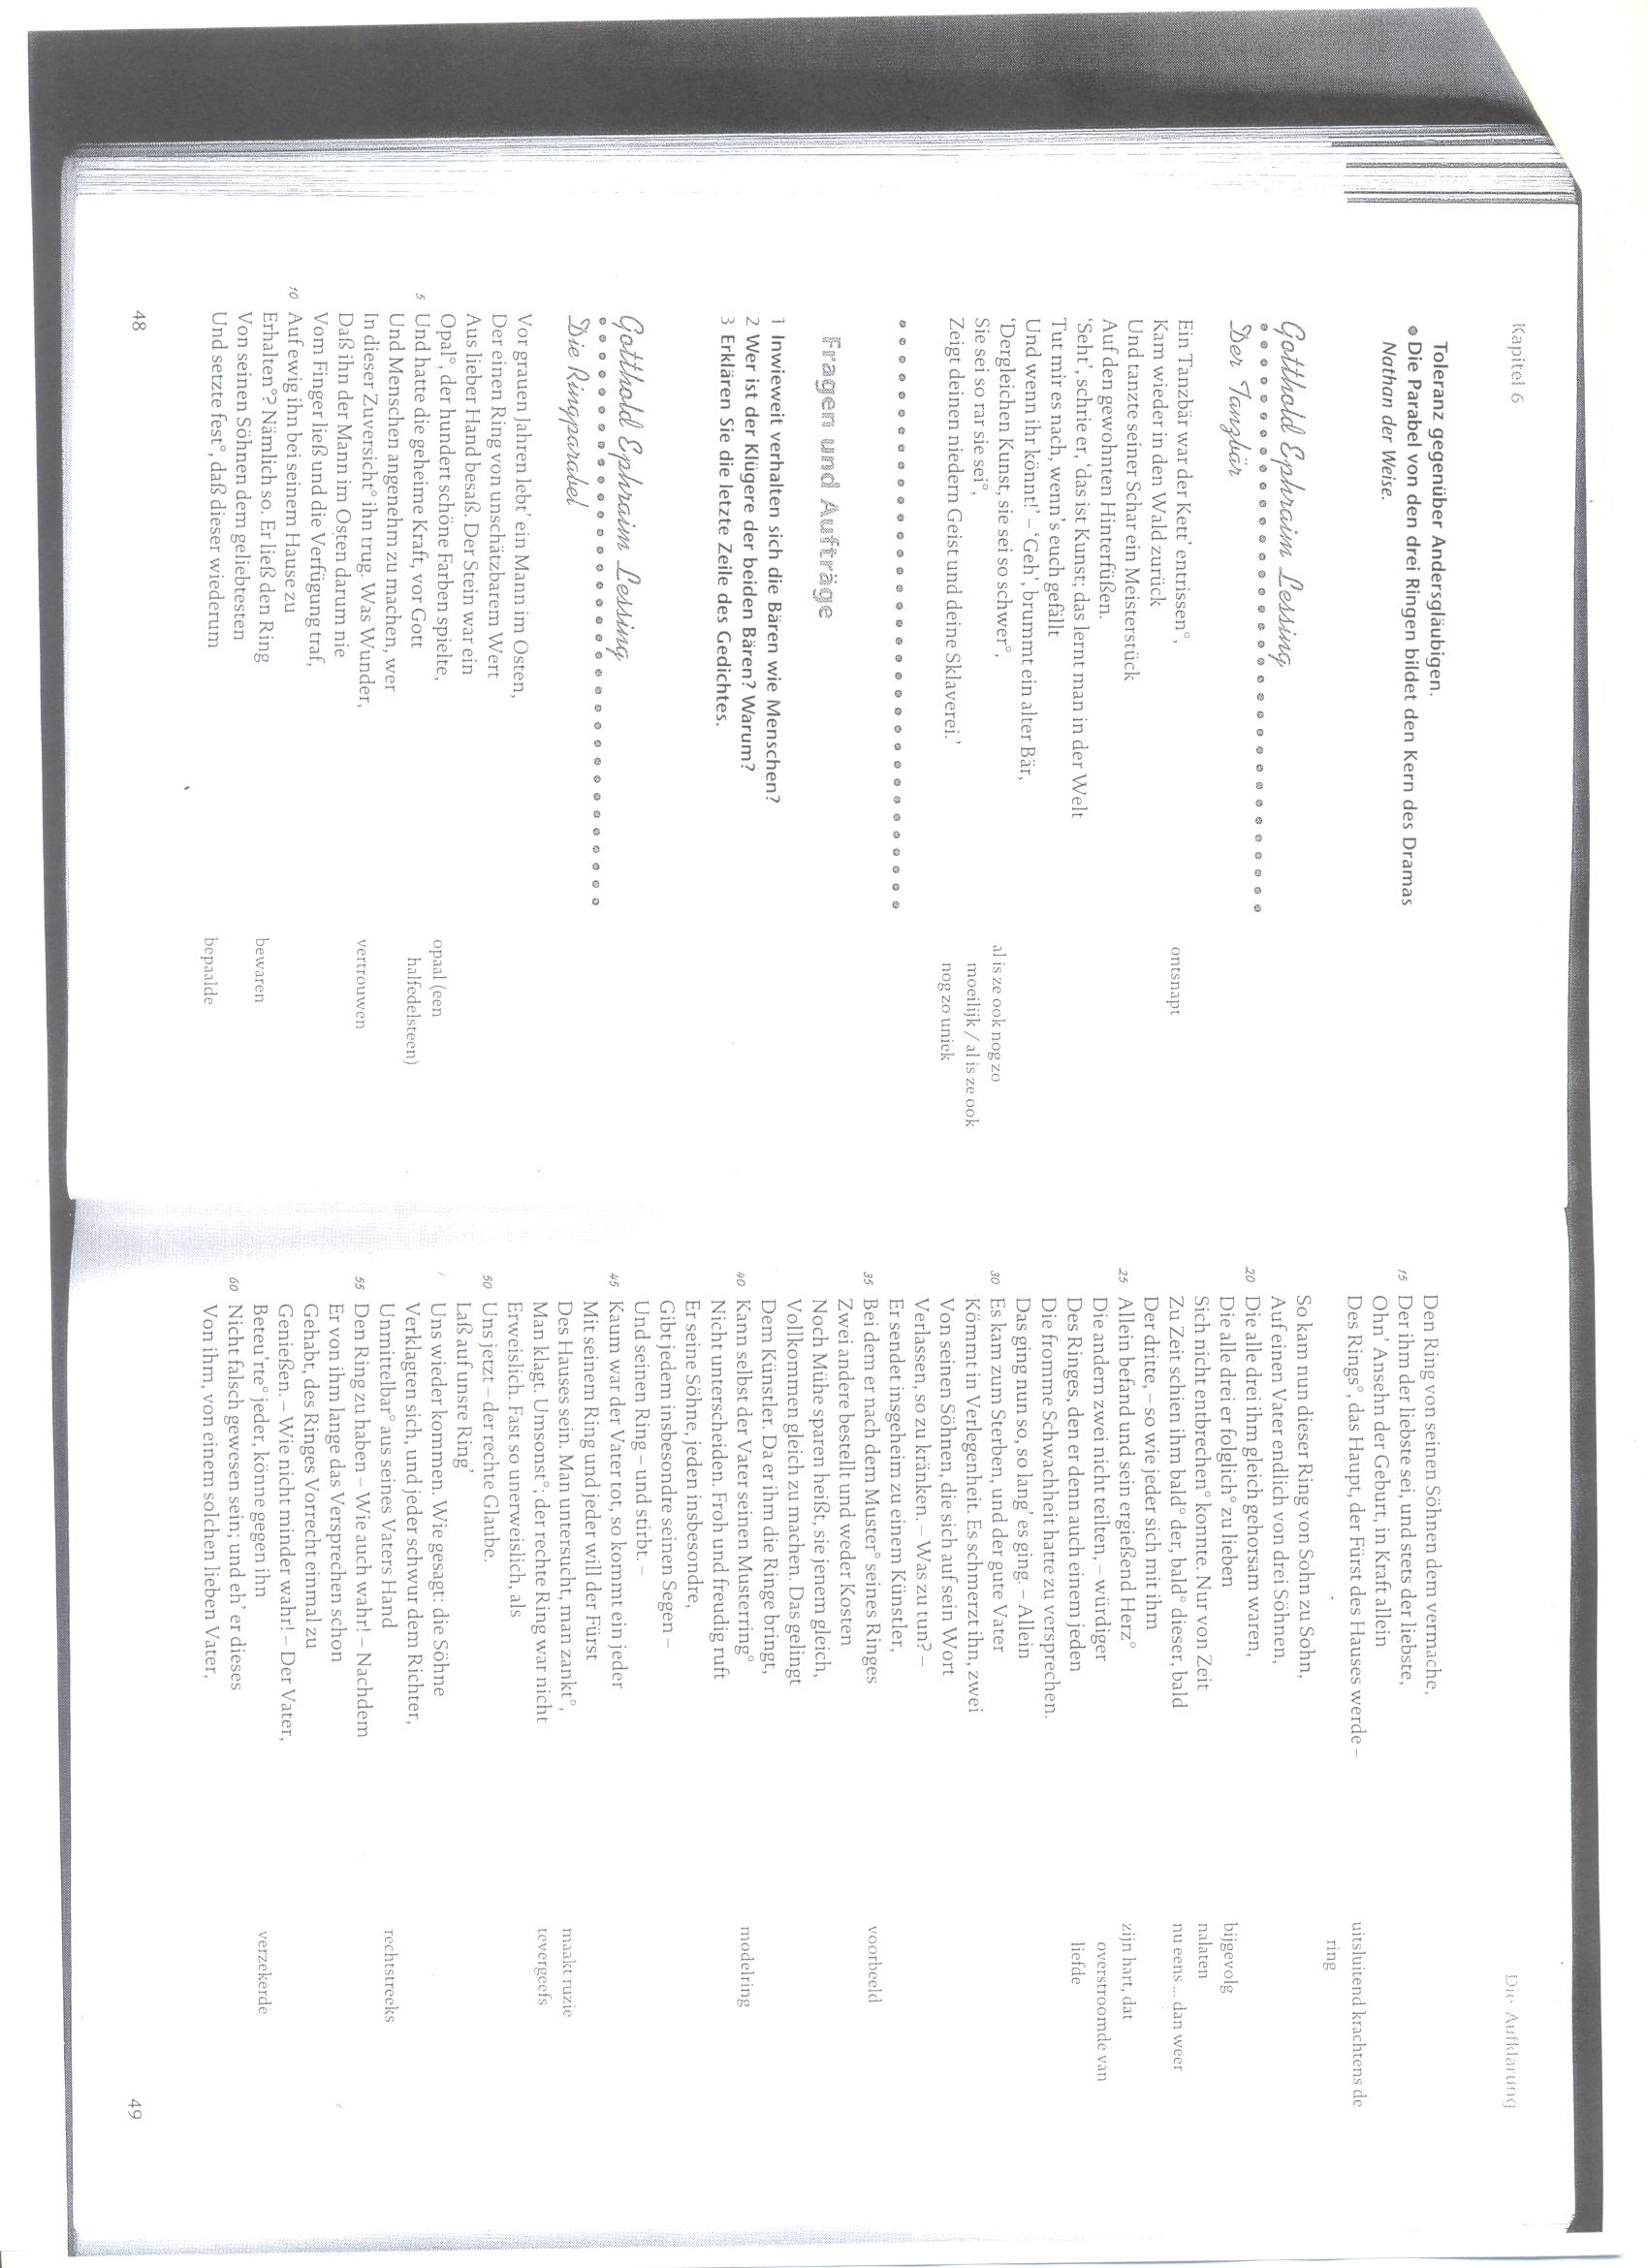 Kapitel 6
Toleranz gegenüber Andersgläubigen.
● Die Parabel von den drei Ringen bildet den Kern des Dramas
Nathan der Weise.
Gotthold Ephraim Lessing
Der Tanzbär
Ein Tanzbär war der Kett' entrissen°,
ontsnapt
Kam wieder in den Wald zurück
Und tanzte seiner Schar ein Meisterstück
Auf den gewohnten Hinterfüßen.
'Seht', schrie er, 'das ist Kunst; das lernt man in der Welt
Tut mir es nach, wenn's euch gefällt
Und wenn ihr könnt!' – 'Geh', brummt ein alter Bär,
'Dergleichen Kunst, sie sei so schwer°,
al is ze ook nog zo
Sie sei so rar sie sei°,
moeilijk / al is ze ook
Zeigt deinen niedern Geist und deine Sklaverei.'
nog zo uniek
Fragen und Aufträge
1 Inwieweit verhalten sich die Bären wie Menschen?
2 Wer ist der Klügere der beiden Bären? Warum?
3 Erklären Sie die letzte Zeile des Gedichtes.
Gotthold Ephraim Lessing
Die Ringparabel
Vor grauen Jahren lebt' ein Mann im Osten,
Der einen Ring von unschätzbarem Wert
Aus lieber Hand besaß. Der Stein war ein
Opal°, der hundert schöne Farben spielte,
opaal (een
5 Und hatte die geheime Kraft, vor Gott
halfedelsteen)
Und Menschen angenehm zu machen, wer
In dieser Zuversicht° ihn trug. Was Wunder,
vertrouwen
Daß ihn der Mann im Osten darum nie
Vom Finger ließ und die Verfügung traf,
10 Auf ewig ihn bei seinem Hause zu
Erhalten°? Nämlich so. Er ließ den Ring
bewaren
Von seinen Söhnen dem geliebtesten
Und setzte fest°, daß dieser wiederum
bepaalde
48
Die Aufklärung
Den Ring von seinen Söhnen dem vermache,
15 Der ihm der liebste sei, und stets der liebste,
Ohn' Ansehn der Geburt, in Kraft allein
Des Rings°, das Haupt, der Fürst des Hauses werde –
uitsluitend krachtens de
ring
So kam nun dieser Ring von Sohn zu Sohn,
Auf einen Vater endlich von drei Söhnen,
20 Die alle drei ihm gleich gehorsam waren,
Die alle drei er folglich° zu lieben
bijgevolg
Sich nicht entbrechen° konnte. Nur von Zeit
nalaten
Zu Zeit schien ihm bald° der, bald° dieser, bald
nu eens ... dan weer
Der dritte, – so wie jeder sich mit ihm
25 Allein befand und sein ergießend Herz°
zijn hart, dat
Die andern zwei nicht teilten, – würdiger
overstroomde van
Des Ringes, den er denn auch einem jeden
liefde
Die fromme Schwachheit hatte zu versprechen.
Das ging nun so, so lang' es ging. – Allein
30 Es kam zum Sterben, und der gute Vater
Kömmt in Verlegenheit. Es schmerzt ihn, zwei
Von seinen Söhnen, die sich auf sein Wort
Verlassen, so zu kränken. – Was zu tun? –
Er sendet insgeheim zu einem Künstler,
35 Bei dem er nach dem Muster° seines Ringes
voorbeeld
Zwei andere bestellt und weder Kosten
Noch Mühe sparen heißt, sie jenem gleich,
Vollkommen gleich zu machen. Das gelingt
Dem Künstler. Da er ihm die Ringe bringt,
40 Kann selbst der Vater seinen Musterring°
modelring
Nicht unterscheiden. Froh und freudig ruft
Er seine Söhne, jeden insbesondre,
Gibt jedem insbesondre seinen Segen –
Und seinen Ring – und stirbt. –
45 Kaum war der Vater tot, so kommt ein jeder
Mit seinem Ring und jeder will der Fürst
Des Hauses sein. Man untersucht, man zankt°,
maakt ruzie
Man klagt. Umsonst°; der rechte Ring war nicht
tevergeefs
Erweislich. Fast so unerweislich, als
50 Uns jetzt – der rechte Glaube.
Laß auf unsre Ring'
Uns wieder kommen. Wie gesagt: die Söhne
Verklagten sich, und jeder schwur dem Richter,
Unmittelbar° aus seines Vaters Hand
rechtstreeks
55 Den Ring zu haben – Wie auch wahr! – Nachdem
Er von ihm lange das Versprechen schon
Gehabt, des Ringes Vorrecht einmal zu
Genießen. – Wie nicht minder wahr! – Der Vater,
Beteu'rte° jeder, könne gegen ihn
verzekerde
60 Nicht falsch gewesen sein; und eh' er dieses
Von ihm, von einem solchen lieben Vater,
49